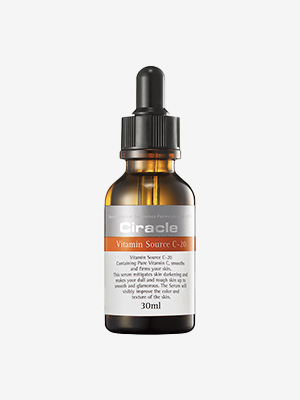 Ciracle
Vitamin Source C-20
Vitamin Source C-20
Containing Pure Vitamin C, smooths
and firms your skin.
This serum mitigates skin darkening and
makes your dull and rough skin up to
smooth and glamorous. The Serum will
visibly improve the color and
texture of the skin.
30ml